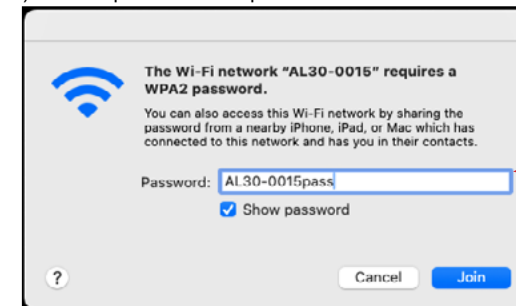 The Wi-Fi network “AL30-0015” requires a
WPA2 password.
You can also access this Wi-Fi network by sharing the
password from a nearby iPhone, iPad, or Mac which has
connected to this network and has you in their contacts.
Password: AL30-0015pass
Show password
? Cancel Join